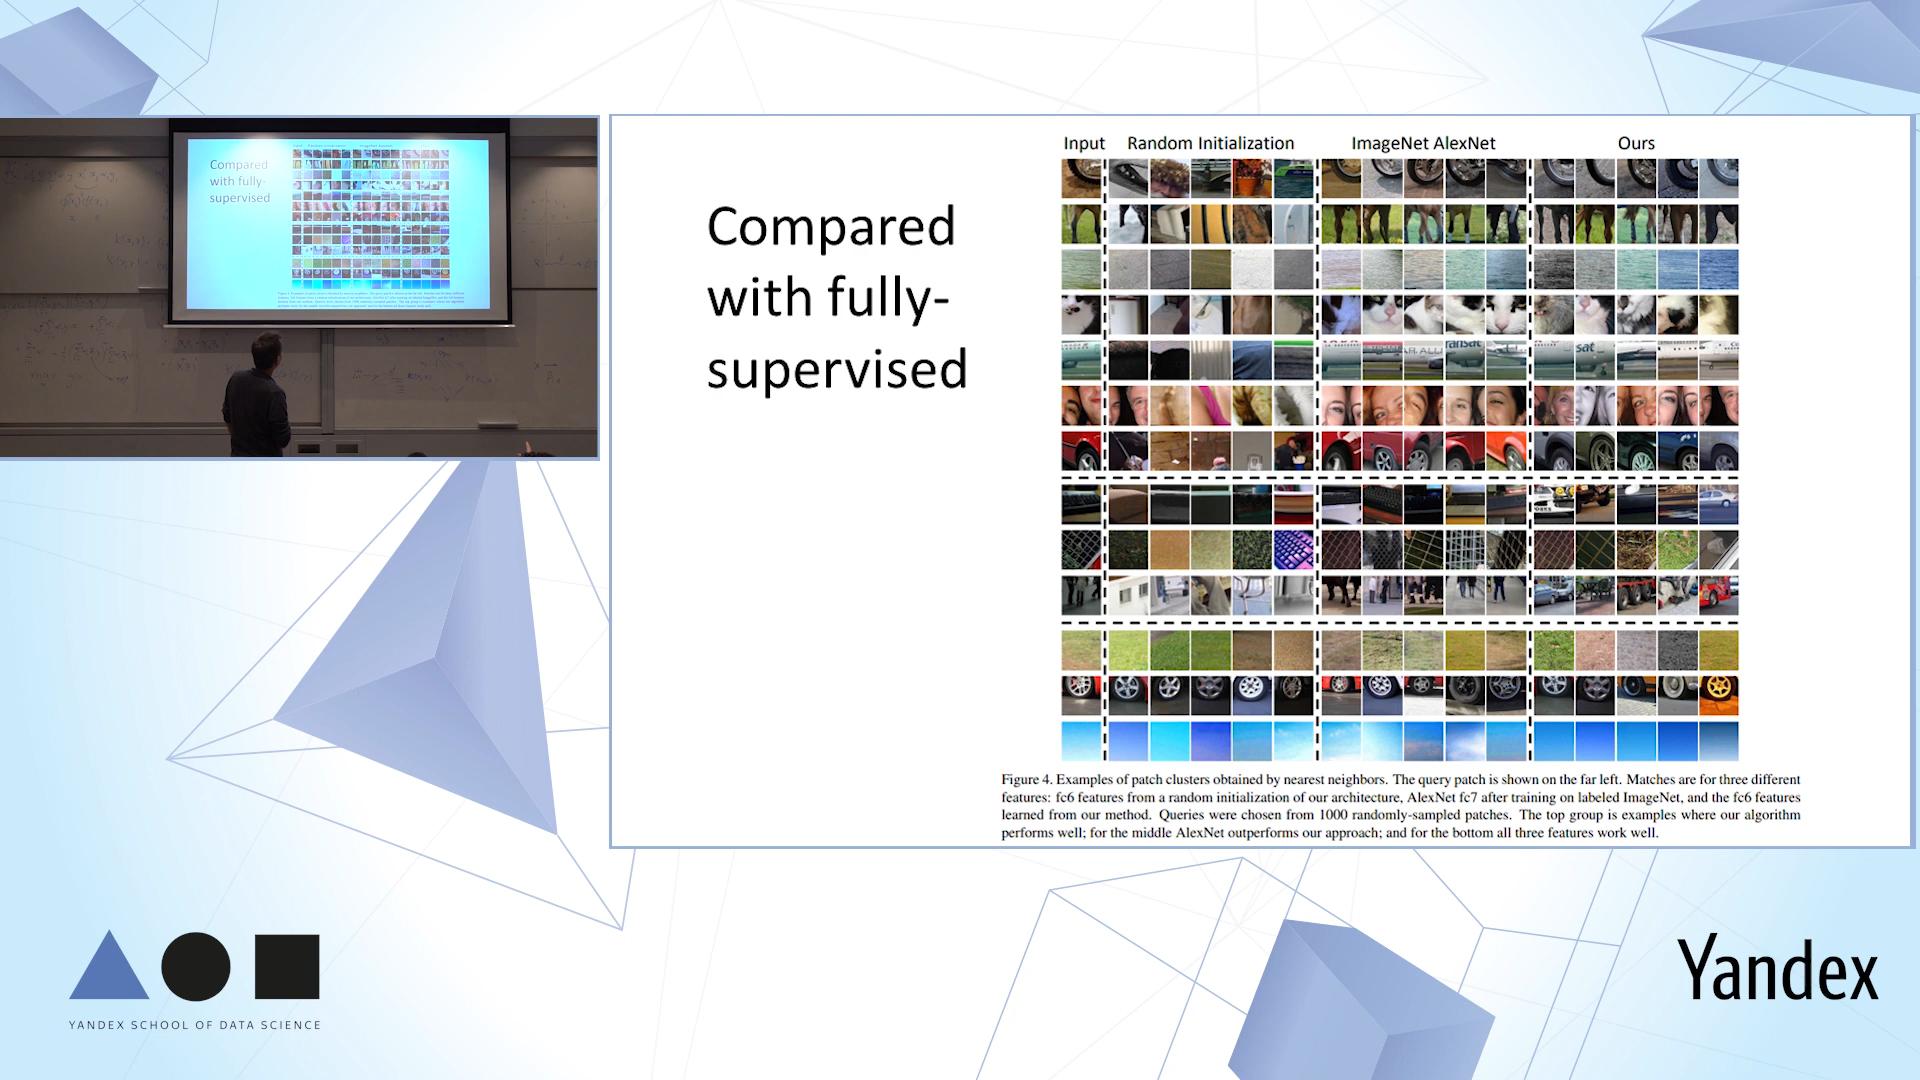 Compared
with fully-
supervised
Compared
with fully-
supervised
Input Random Initialization ImageNet AlexNet Ours
Figure 4. Examples of patch clusters obtained by nearest neighbors. The query patch is shown on the far left. Matches are for three different
features: fc6 features from a random initialization of our architecture, AlexNet fc7 after training on labeled ImageNet, and the fc6 features
learned from our method. Queries were chosen from 1000 randomly-sampled patches. The top group is examples where our algorithm
performs well; for the middle AlexNet outperforms our approach; and for the bottom all three features work well.
YANDEX SCHOOL OF DATA SCIENCE
Yandex